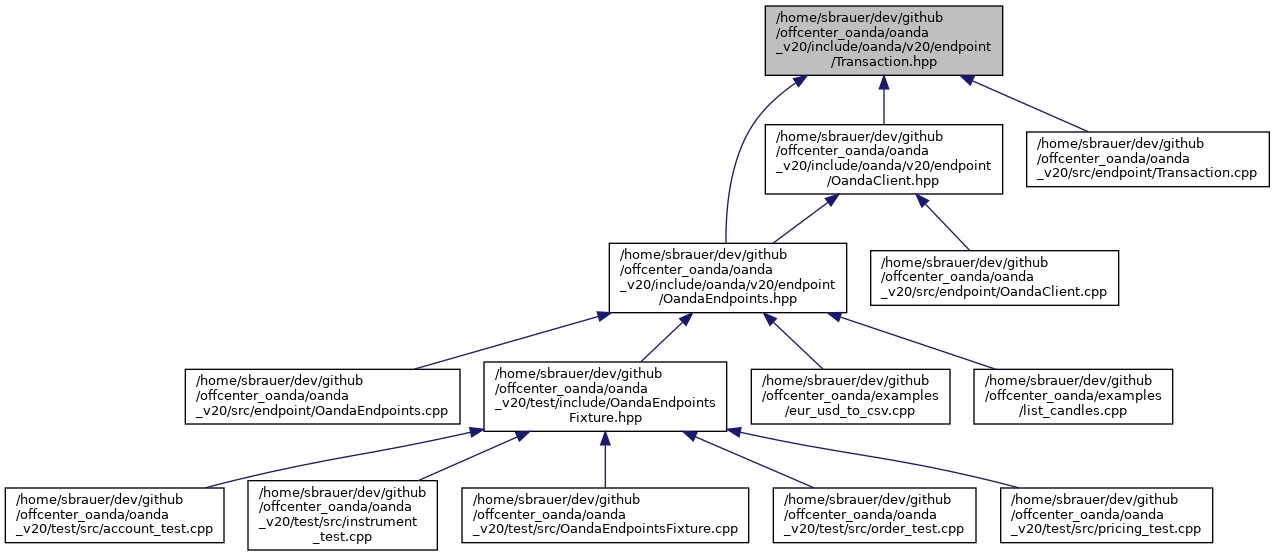 /home/sbrauer/dev/github
/offcenter_oanda/oanda
_v20/include/oanda/v20/endpoint
/Transaction.hpp
/home/sbrauer/dev/github
/offcenter_oanda/oanda
_v20/include/oanda/v20/endpoint
/OandaClient.hpp
/home/sbrauer/dev/github
/offcenter_oanda/oanda
_v20/src/endpoint/Transaction.cpp
/home/sbrauer/dev/github
/offcenter_oanda/oanda
_v20/include/oanda/v20/endpoint
/OandaEndpoints.hpp
/home/sbrauer/dev/github
/offcenter_oanda/oanda
_v20/src/endpoint/OandaClient.cpp
/home/sbrauer/dev/github
/offcenter_oanda/oanda
_v20/src/endpoint/OandaEndpoints.cpp
/home/sbrauer/dev/github
/offcenter_oanda/oanda
_v20/test/include/OandaEndpoints
Fixture.hpp
/home/sbrauer/dev/github
/offcenter_oanda/examples
/eur_usd_to_csv.cpp
/home/sbrauer/dev/github
/offcenter_oanda/examples
/list_candles.cpp
/home/sbrauer/dev/github
/offcenter_oanda/oanda
_v20/test/src/account_test.cpp
/home/sbrauer/dev/github
/offcenter_oanda/oanda
_v20/test/src/instrument
_test.cpp
/home/sbrauer/dev/github
/offcenter_oanda/oanda
_v20/test/src/OandaEndpointsFixture.cpp
/home/sbrauer/dev/github
/offcenter_oanda/oanda
_v20/test/src/order_test.cpp
/home/sbrauer/dev/github
/offcenter_oanda/oanda
_v20/test/src/pricing_test.cpp